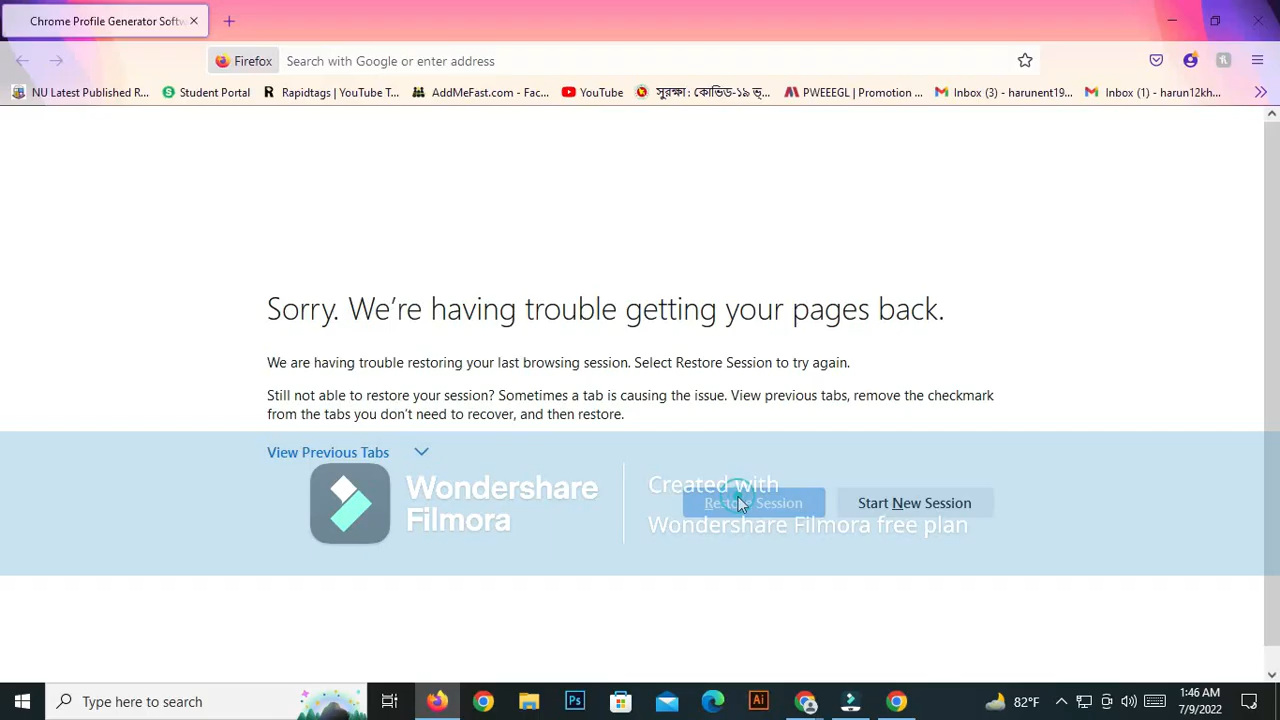 Chrome Profile Generator Softw
Firefox
Search with Google or enter address
NU Latest Published R...
Student Portal
Rapidtags | YouTube T...
AddMeFast.com - Fac...
YouTube
সুরক্ষা : কোভিড-১৯ ভ্...
PWEEEGL | Promotion ...
Inbox (3) - harunent19...
Inbox (1) - harun12kh...
Sorry. We’re having trouble getting your pages back.
We are having trouble restoring your last browsing session. Select Restore Session to try again.
Still not able to restore your session? Sometimes a tab is causing the issue. View previous tabs, remove the checkmark
from the tabs you don’t need to recover, and then restore.
View Previous Tabs
Wondershare
Filmora
Created with
Wondershare Filmora free plan
Restore Session
Start New Session
Type here to search
Ps
Ai
82°F
1:46 AM
7/9/2022